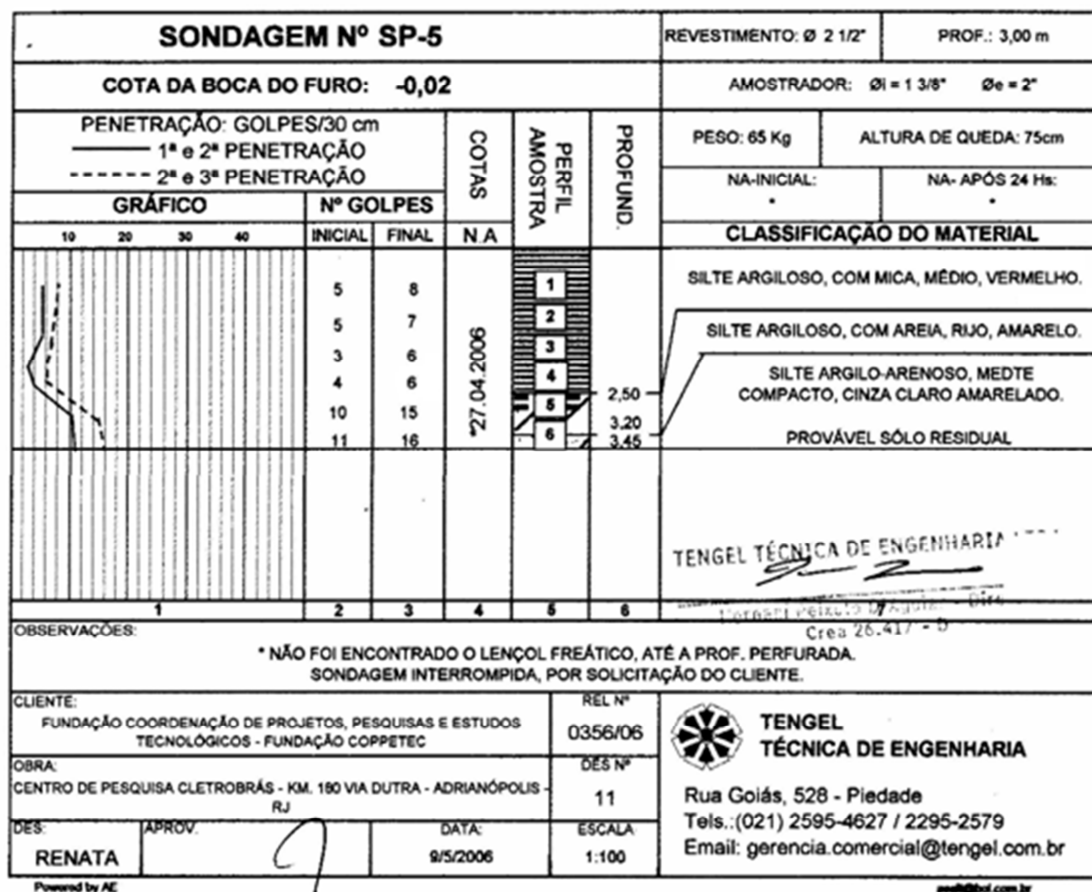 SONDAGEM Nº SP-5
REVESTIMENTO: Ø 2 1/2"
PROF.: 3,00 m
COTA DA BOCA DO FURO: -0,02
AMOSTRADOR: Øi = 1 3/8" Øe = 2"
PENETRAÇÃO: GOLPES/30 cm
1ª e 2ª PENETRAÇÃO
2ª e 3ª PENETRAÇÃO
COTAS
PERFIL
AMOSTRA
PROFUND.
PESO: 65 Kg
ALTURA DE QUEDA: 75cm
NA-INICIAL:
*
NA- APÓS 24 Hs:
*
GRÁFICO
Nº GOLPES
10 20 30 40
INICIAL FINAL N.A
CLASSIFICAÇÃO DO MATERIAL
5 8
5 7
3 6
4 6
10 15
11 16
*27.04.2006
1
2
3
4
5
6
2,50
3,20
3,45
SILTE ARGILOSO, COM MICA, MÉDIO, VERMELHO.
SILTE ARGILOSO, COM AREIA, RIJO, AMARELO.
SILTE ARGILO-ARENOSO, MEDTE
COMPACTO, CINZA CLARO AMARELADO.
PROVÁVEL SÓLO RESIDUAL
TENGEL TÉCNICA DE ENGENHARIA
Crea 26.417 - D
1 2 3 4 5 6 7
OBSERVAÇÕES:
* NÃO FOI ENCONTRADO O LENÇOL FREÁTICO, ATÉ A PROF. PERFURADA.
SONDAGEM INTERROMPIDA, POR SOLICITAÇÃO DO CLIENTE.
CLIENTE:
FUNDAÇÃO COORDENAÇÃO DE PROJETOS, PESQUISAS E ESTUDOS
TECNOLÓGICOS - FUNDAÇÃO COPPETEC
REL Nº
0356/06
OBRA:
CENTRO DE PESQUISA CLETROBRÁS - KM. 180 VIA DUTRA - ADRIANÓPOLIS -
RJ
DES Nº
11
DES:
RENATA
APROV.
DATA:
9/5/2006
ESCALA
1:100
TENGEL
TÉCNICA DE ENGENHARIA
Rua Goiás, 528 - Piedade
Tels.:(021) 2595-4627 / 2295-2579
Email: gerencia.comercial@tengel.com.br
Powered by AE